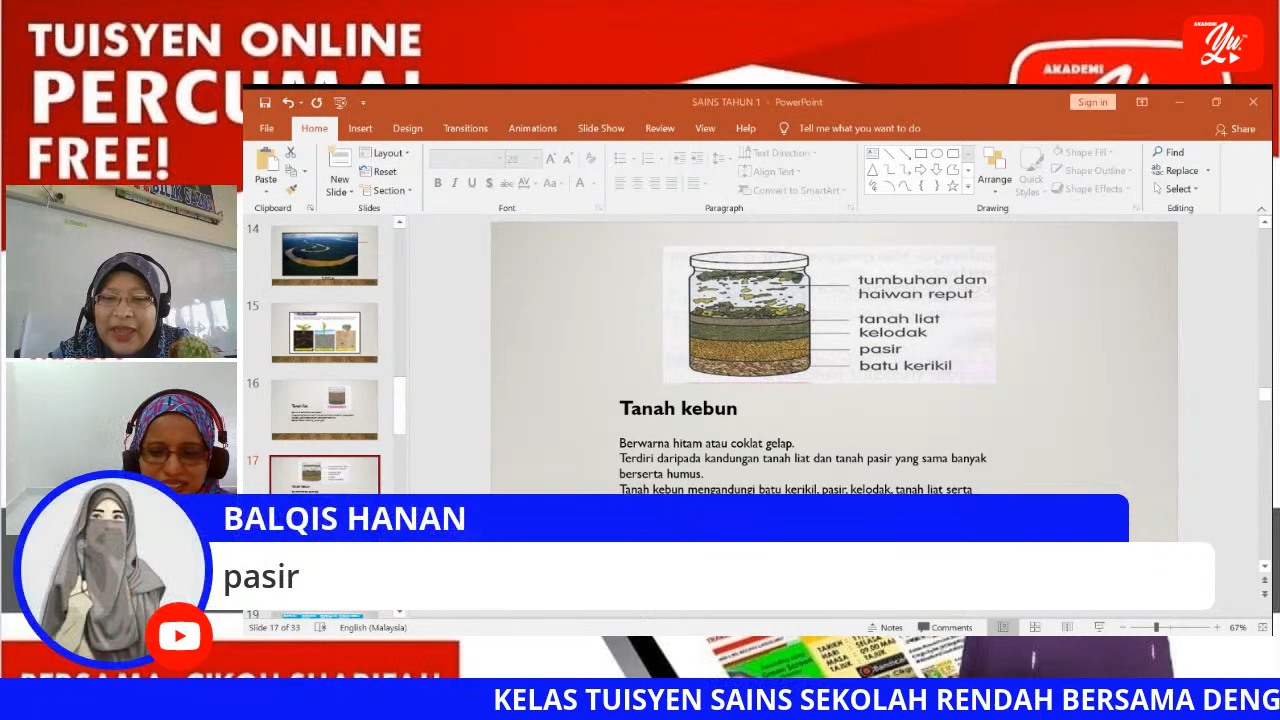 TUISYEN ONLINE
FREE!
AKADEMI
AKADEMI
Yu.
SAINS TAHUN 1 - PowerPoint
Sign in
File Home Insert Design Transitions Animations Slide Show Review View Help Tell me what you want to do
Share
Paste
New
Slide
Layout
Reset
Section
28
B I U S abc AV Aa A
Text Direction
Align Text
Convert to SmartArt
Arrange
Quick
Styles
Shape Fill
Shape Outline
Shape Effects
Find
Replace
Select
Clipboard Slides Font Paragraph Drawing Editing
14
15
16
17
19
tumbuhan dan
haiwan reput
tanah liat
kelodak
pasir
batu kerikil
Tanah kebun
Berwarna hitam atau coklat gelap.
Terdiri daripada kandungan tanah liat dan tanah pasir yang sama banyak
berserta humus.
Tanah kebun mengandungi batu kerikil, pasir, kelodak, tanah liat serta
BALQIS HANAN
pasir
Slide 17 of 33 English (Malaysia) Notes Comments 67%
KELAS TUISYEN SAINS SEKOLAH RENDAH BERSAMA DENG